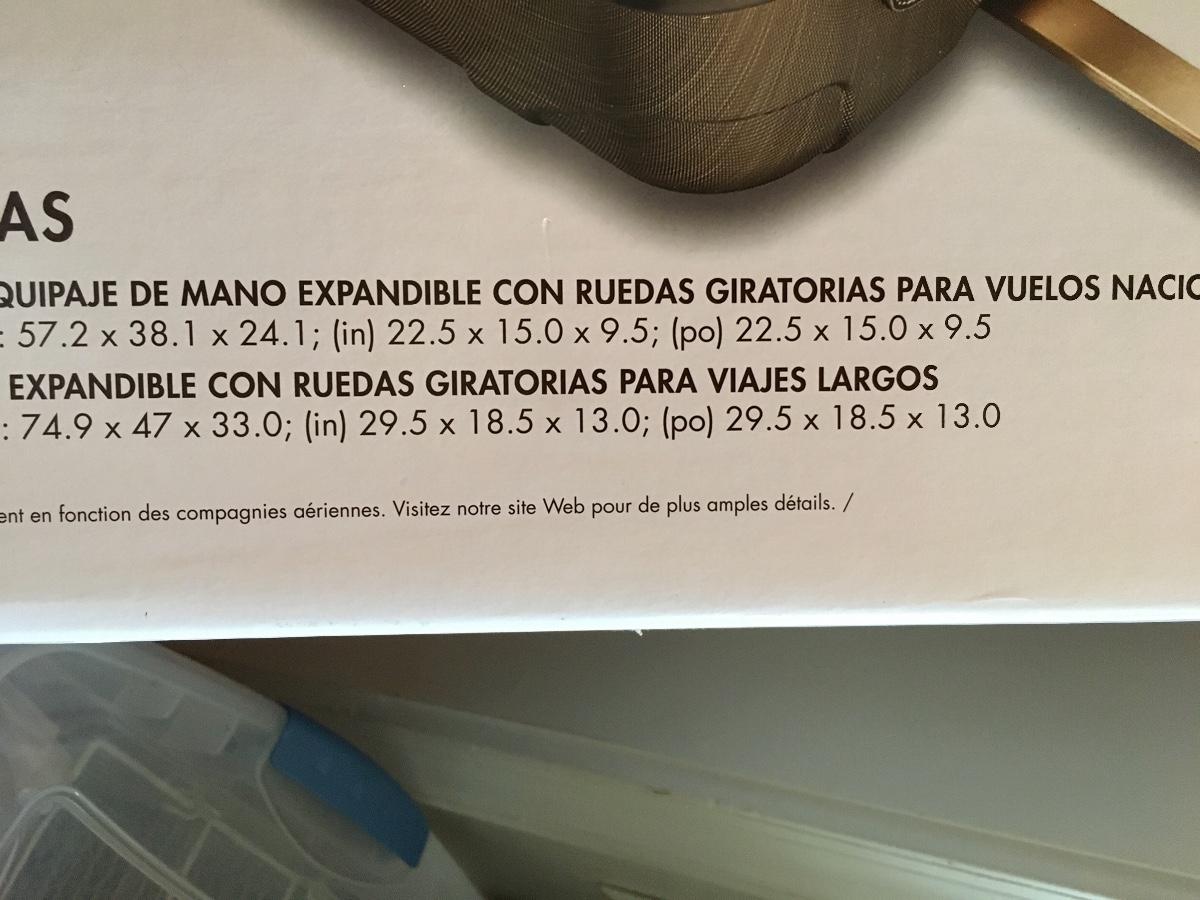 AS
QUIPAJE DE MANO EXPANDIBLE CON RUEDAS GIRATORIAS PARA VUELOS NACIO
: 57.2 x 38.1 x 24.1; (in) 22.5 x 15.0 x 9.5; (po) 22.5 x 15.0 x 9.5
EXPANDIBLE CON RUEDAS GIRATORIAS PARA VIAJES LARGOS
: 74.9 x 47 x 33.0; (in) 29.5 x 18.5 x 13.0; (po) 29.5 x 18.5 x 13.0
ent en fonction des compagnies aériennes. Visitez notre site Web pour de plus amples détails. /